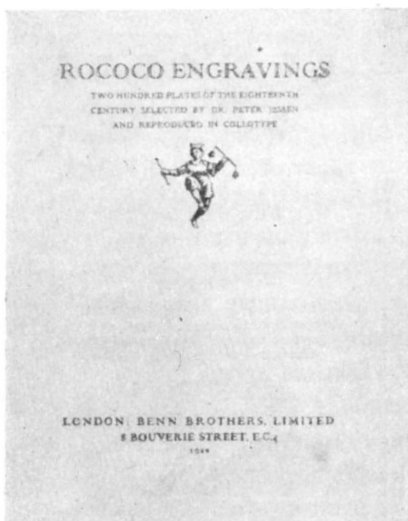 ROCOCO ENGRAVINGS
TWO HUNDRED PLATES OF THE EIGHTEENTH
CENTURY SELECTED BY DR. PETER
AND REPRODUCED IN COLLOTYPE
LONDON: BENN BROTHERS, LIMITED
8 BOUVERIE STREET, E.C.4